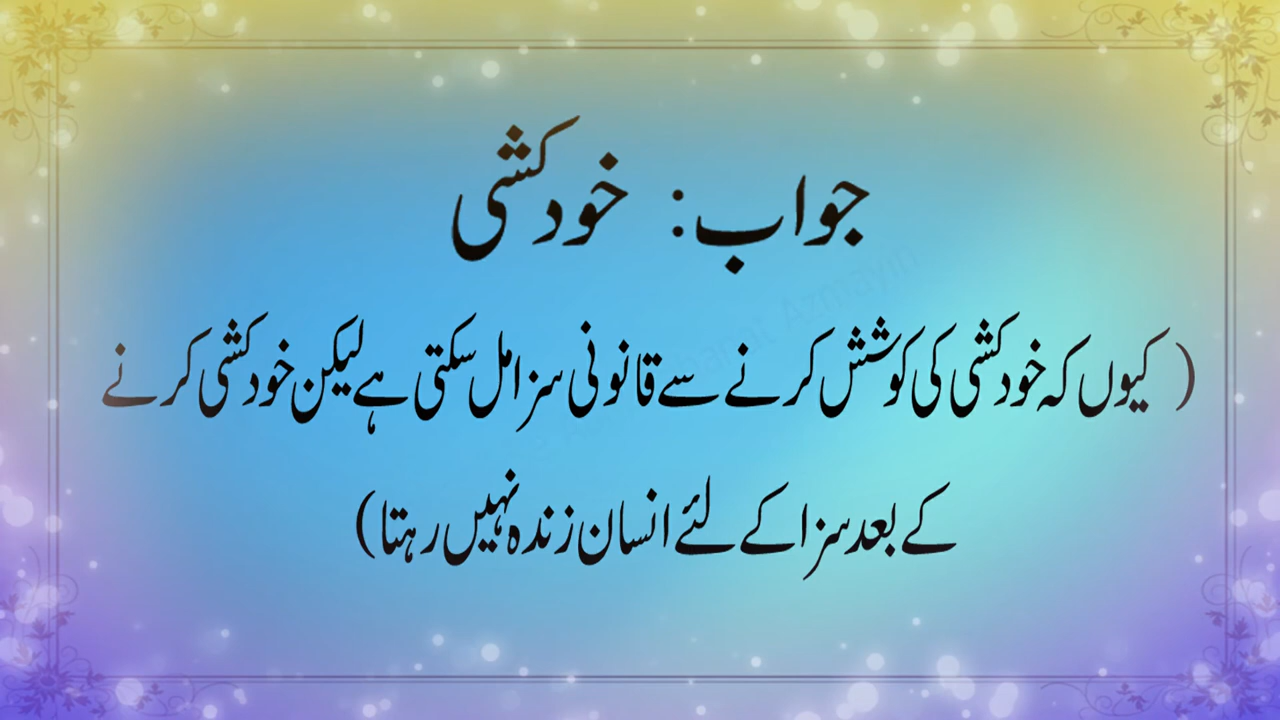 جواب: خودکشی
(کیوں کہ خودکشی کی کوشش کرنے سے قانونی سزا مل سکتی ہے لیکن خودکشی کرنے
کے بعد سزا کے لئے انسان زندہ نہیں رہتا)